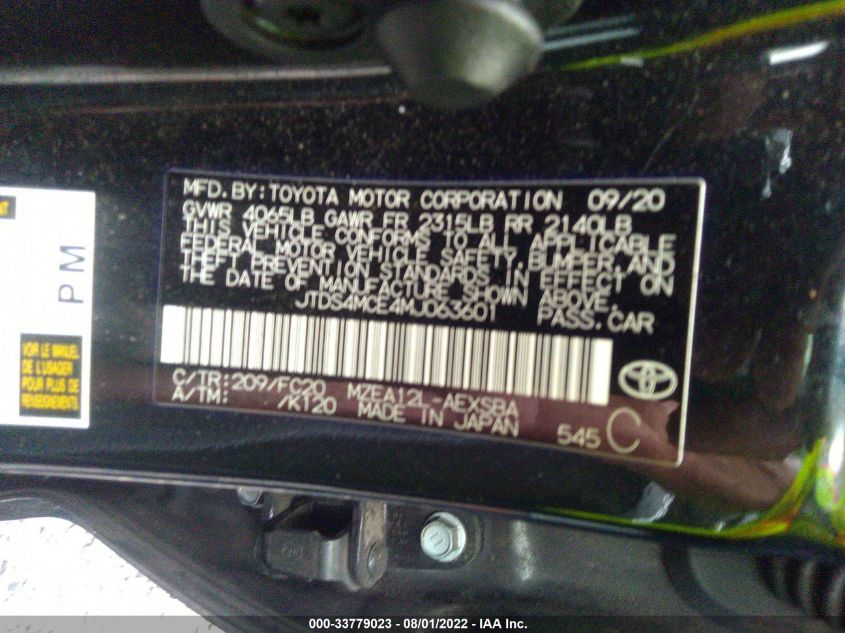 MFD. BY: TOYOTA MOTOR CORPORATION 09/20
GVWR 4065LB GAWR FR 2315LB RR 2140LB
THIS VEHICLE CONFORMS TO ALL APPLICABLE
FEDERAL MOTOR VEHICLE SAFETY, BUMPER, AND
THEFT PREVENTION STANDARDS IN EFFECT ON
THE DATE OF MANUFACTURE SHOWN ABOVE.
JTDS4MCE4MJ063601 PASS. CAR
C/TR: 209/FC20 MZEA12L-AEXSBA
A/TM: /K120 MADE IN JAPAN
545 C
PM
VOIR LE MANUEL
DE L'USAGER
POUR PLUS DE
RENSEIGNEMENTS
000-33779023 - 08/01/2022 - IAA Inc.